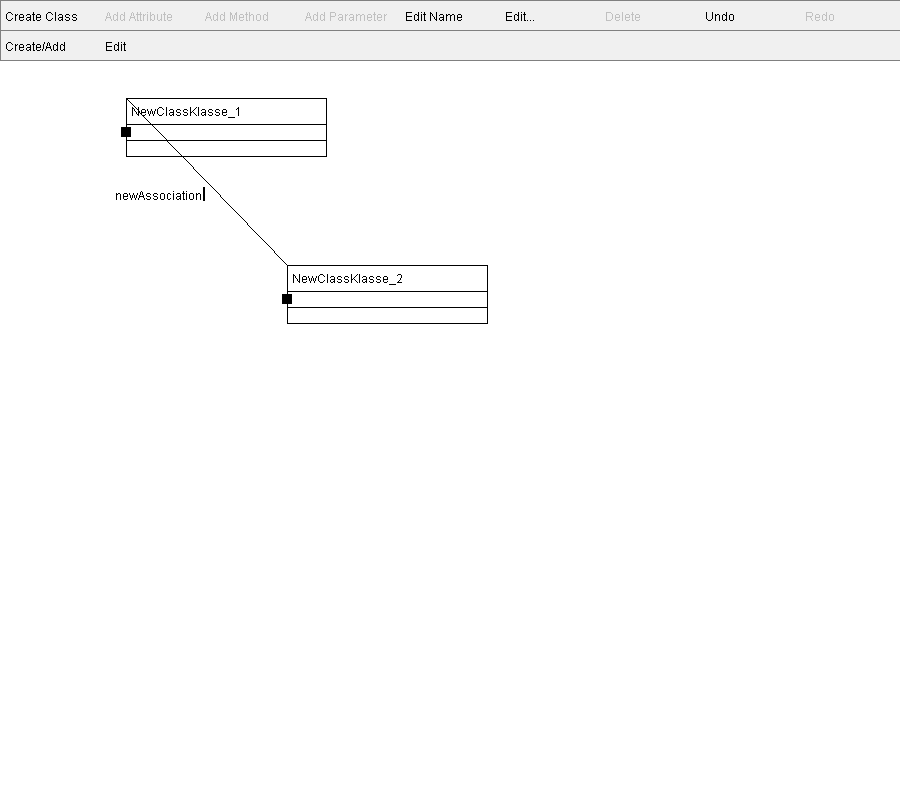 Create Class Add Attribute Add Method Add Parameter Edit Name Edit... Delete Undo Redo
Create/Add Edit
NewClassKlasse_1
newAssociation
NewClassKlasse_2